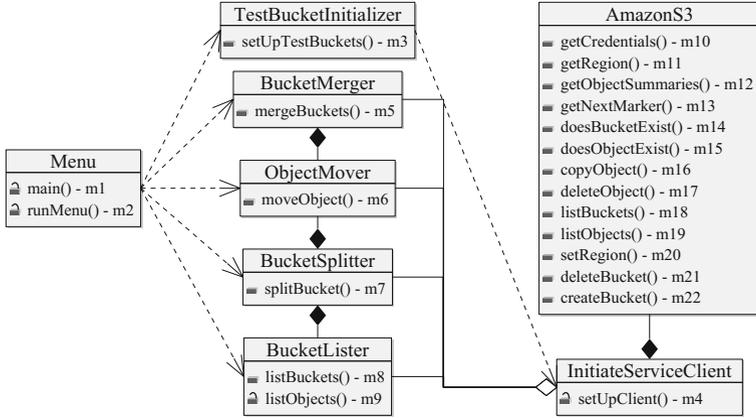 TestBucketInitializer
setUpTestBuckets() - m3
BucketMerger
mergeBuckets() - m5
Menu
main() - m1
runMenu() - m2
ObjectMover
moveObject() - m6
BucketSplitter
splitBucket() - m7
BucketLister
listBuckets() - m8
listObjects() - m9
AmazonS3
getCredentials() - m10
getRegion() - m11
getObjectSummaries() - m12
getNextMarker() - m13
doesBucketExist() - m14
doesObjectExist() - m15
copyObject() - m16
deleteObject() - m17
listBuckets() - m18
listObjects() - m19
setRegion() - m20
deleteBucket() - m21
createBucket() - m22
InitiateServiceClient
setUpClient() - m4